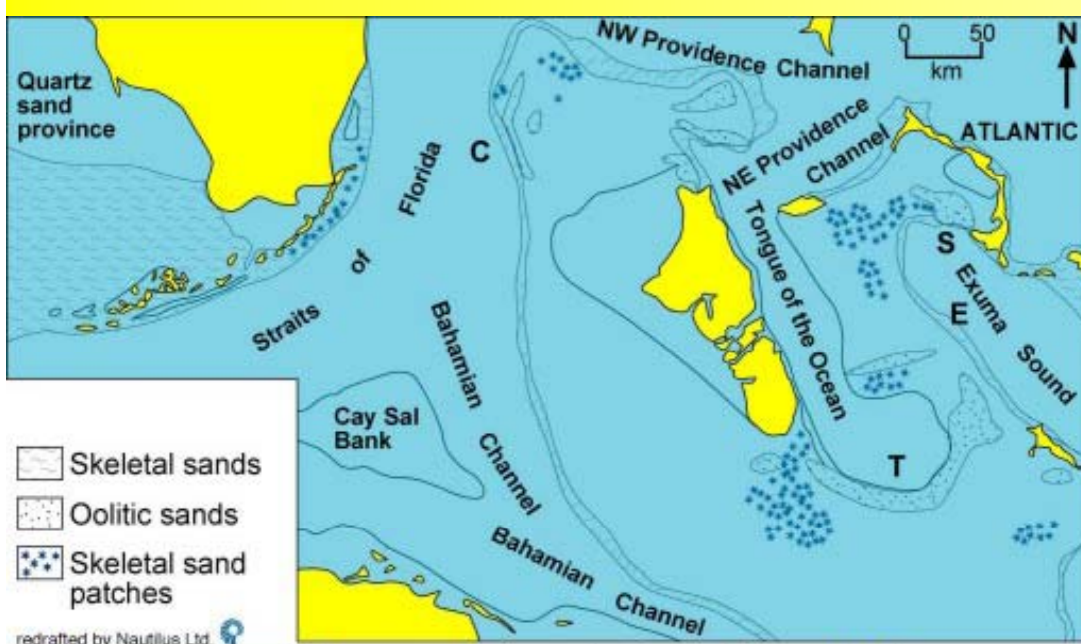 NW Providence Channel
0 50
km
N
Quartz
sand
province
ATLANTIC
NE Providence
Channel
C
Florida
of
Straits
Tongue of the Ocean
S
Exuma Sound
E
Bahamian Channel
Cay Sal
Bank
T
Bahamian Channel
Skeletal sands
Oolitic sands
Skeletal sand
patches
redrafted by Nautilus Ltd